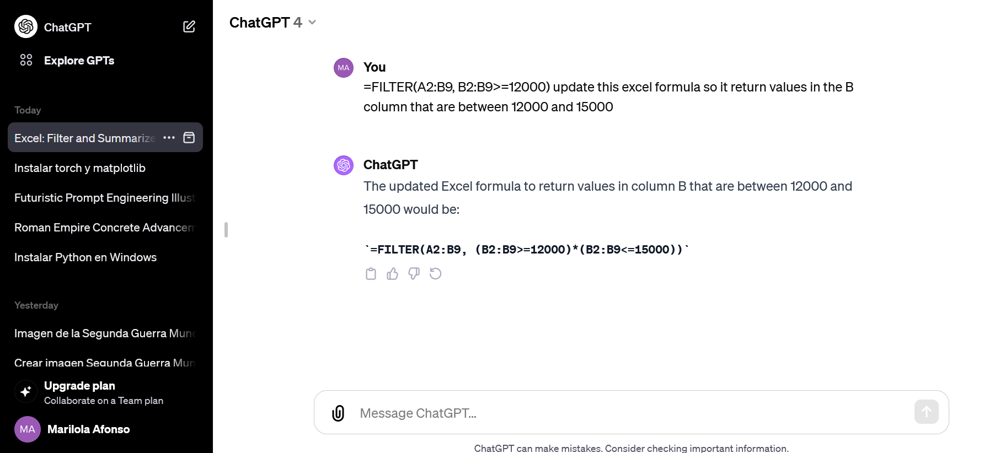 ChatGPT
Explore GPTs
Today
Excel: Filter and Summarize
Instalar torch y matplotlib
Futuristic Prompt Engineering Illust
Roman Empire Concrete Advancem
Instalar Python en Windows
Yesterday
Imagen de la Segunda Guerra Mund
Crear imagen Segunda Guerra Mun
Upgrade plan
Collaborate on a Team plan
MA
Marilola Afonso
ChatGPT 4
MA
You
=FILTER(A2:B9, B2:B9>=12000) update this excel formula so it return values in the B
column that are between 12000 and 15000
ChatGPT
The updated Excel formula to return values in column B that are between 12000 and
15000 would be:
`=FILTER(A2:B9, (B2:B9>=12000)*(B2:B9<=15000))`
Message ChatGPT...
ChatGPT can make mistakes. Consider checking important information.